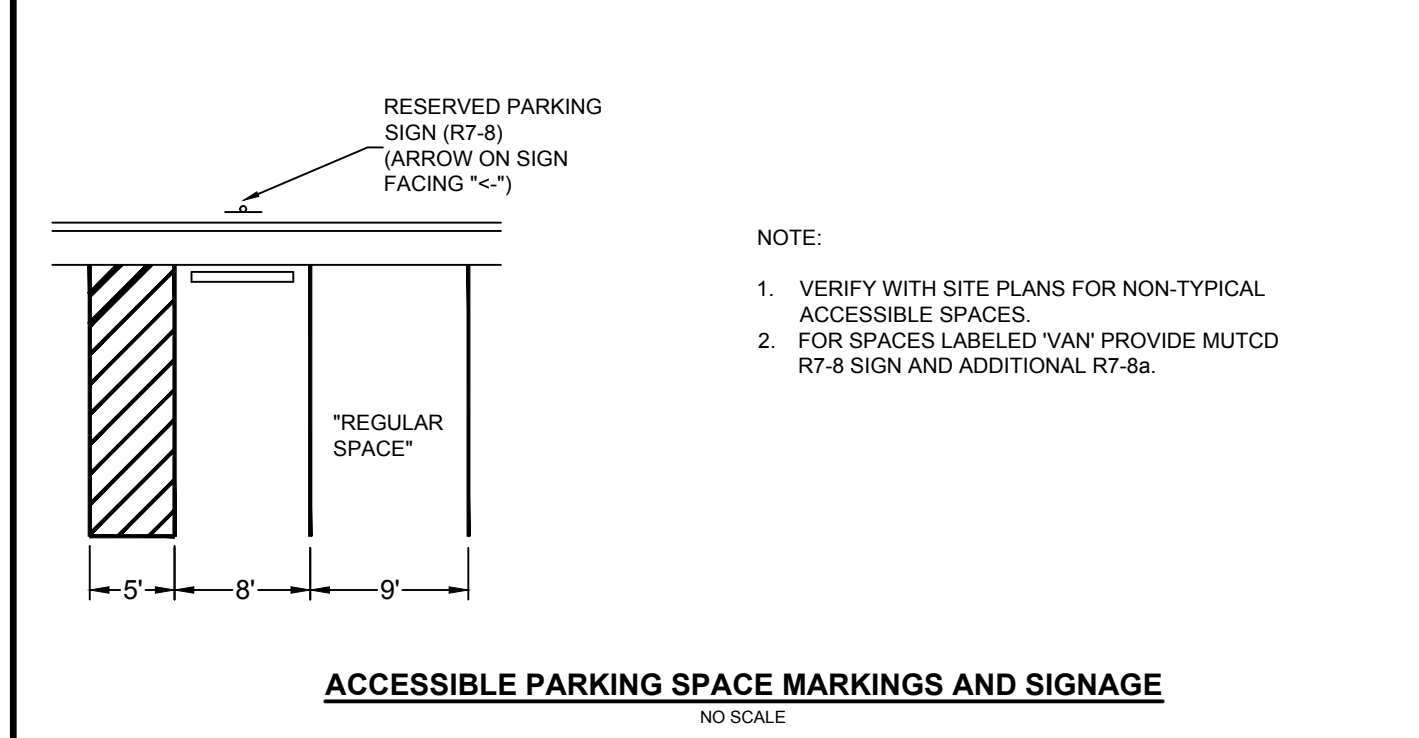 RESERVED PARKING
SIGN (R7-8)
(ARROW ON SIGN
FACING "<-")
NOTE:
1. VERIFY WITH SITE PLANS FOR NON-TYPICAL
ACCESSIBLE SPACES.
2. FOR SPACES LABELED 'VAN' PROVIDE MUTCD
R7-8 SIGN AND ADDITIONAL R7-8a.
"REGULAR
SPACE"
5' 8' 9'
ACCESSIBLE PARKING SPACE MARKINGS AND SIGNAGE
NO SCALE